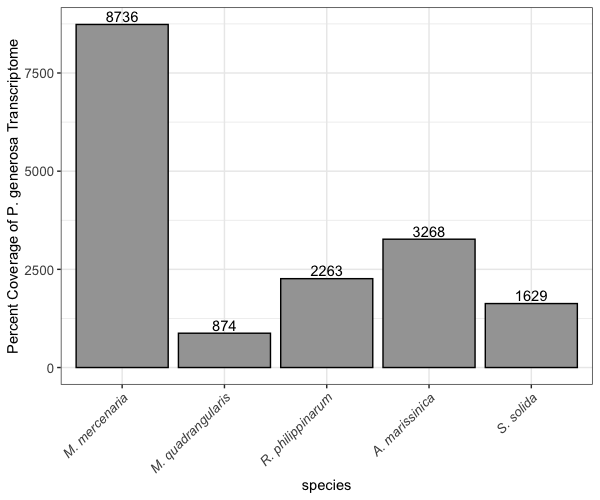 Percent Coverage of P. generosa Transcriptome
7500
5000
2500
0
8736
874
2263
3268
1629
M. mercenaria
M. quadrangularis
R. philippinarum
A. marissinica
S. solida
species